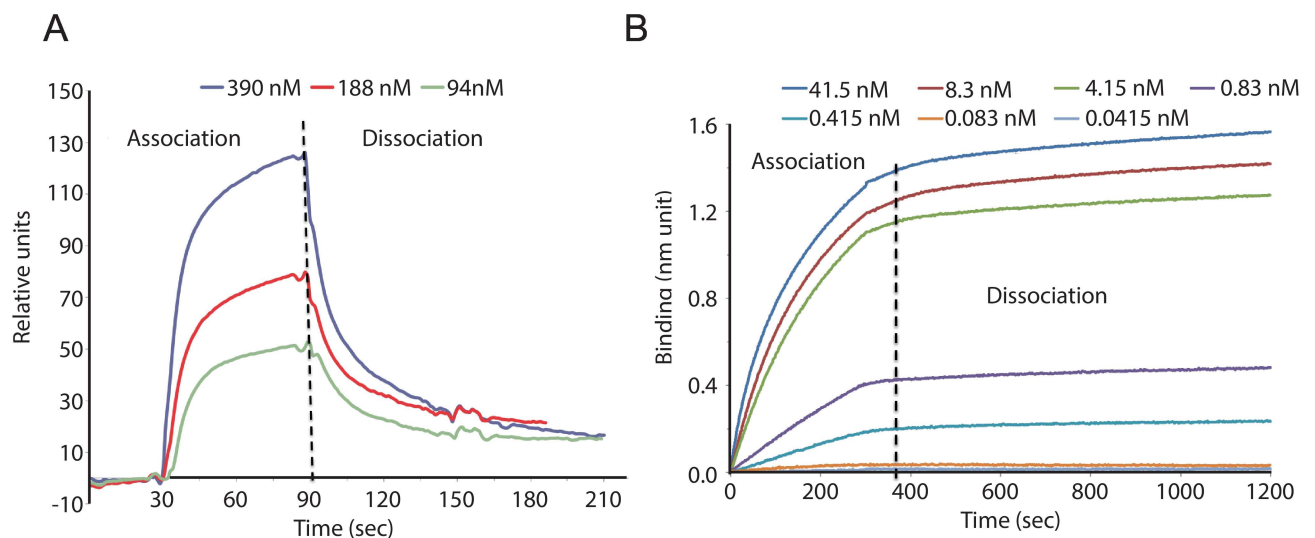 A
390 nM 188 nM 94nM
150
130
110
90
70
50
30
10
-10
Relative units
Association
Dissociation
30 60 90 120 150 180 210
Time (sec)
B
41.5 nM 8.3 nM 4.15 nM 0.83 nM
0.415 nM 0.083 nM 0.0415 nM
1.6
1.2
0.8
0.4
0.0
Binding (nm unit)
Association
Dissociation
0 200 400 600 800 1000 1200
Time (sec)